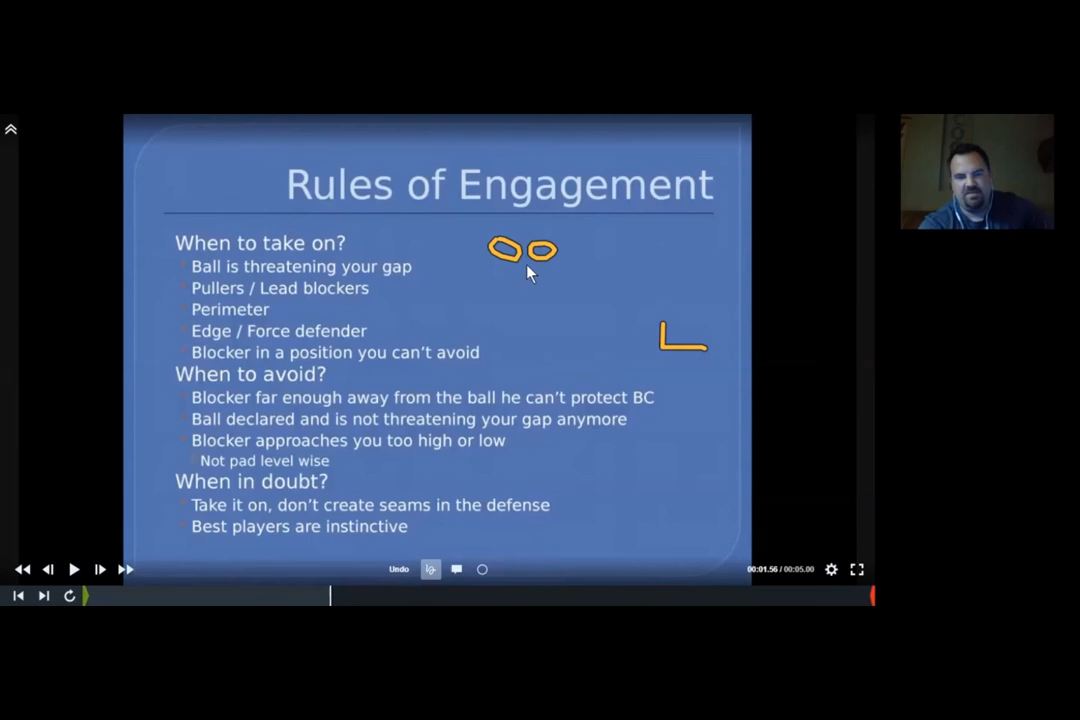 Rules of Engagement
When to take on?
Ball is threatening your gap
Pullers / Lead blockers
Perimeter
Edge / Force defender
Blocker in a position you can't avoid
When to avoid?
Blocker far enough away from the ball he can't protect BC
Ball declared and is not threatening your gap anymore
Blocker approaches you too high or low
Not pad level wise
When in doubt?
Take it on, don't create seams in the defense
Best players are instinctive
Undo
00:01.56 / 00:05.00